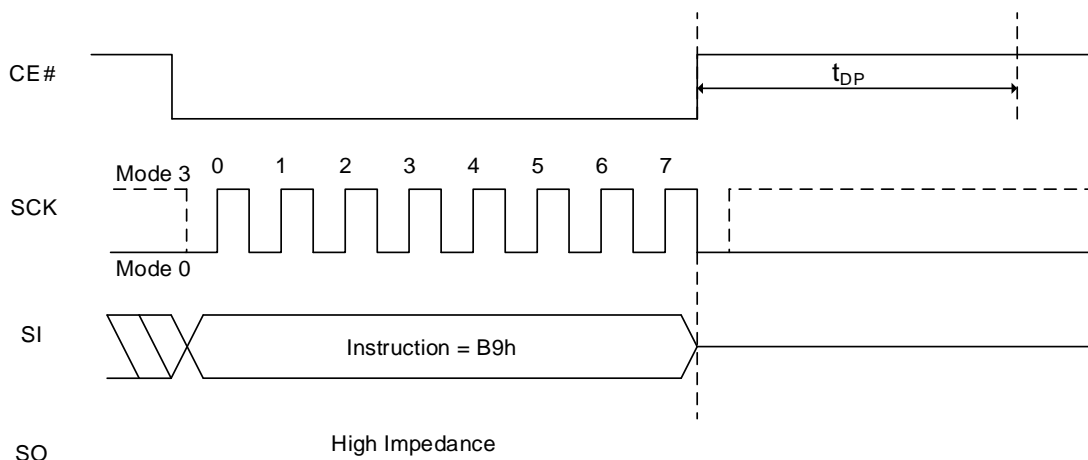 CE#
tDP
Mode 3
0 1 2 3 4 5 6 7
SCK
Mode 0
SI
Instruction = B9h
SO
High Impedance